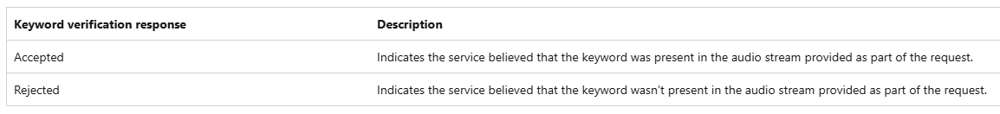 Keyword verification response Description
Accepted Indicates the service believed that the keyword was present in the audio stream provided as part of the request.
Rejected Indicates the service believed that the keyword wasn't present in the audio stream provided as part of the request.